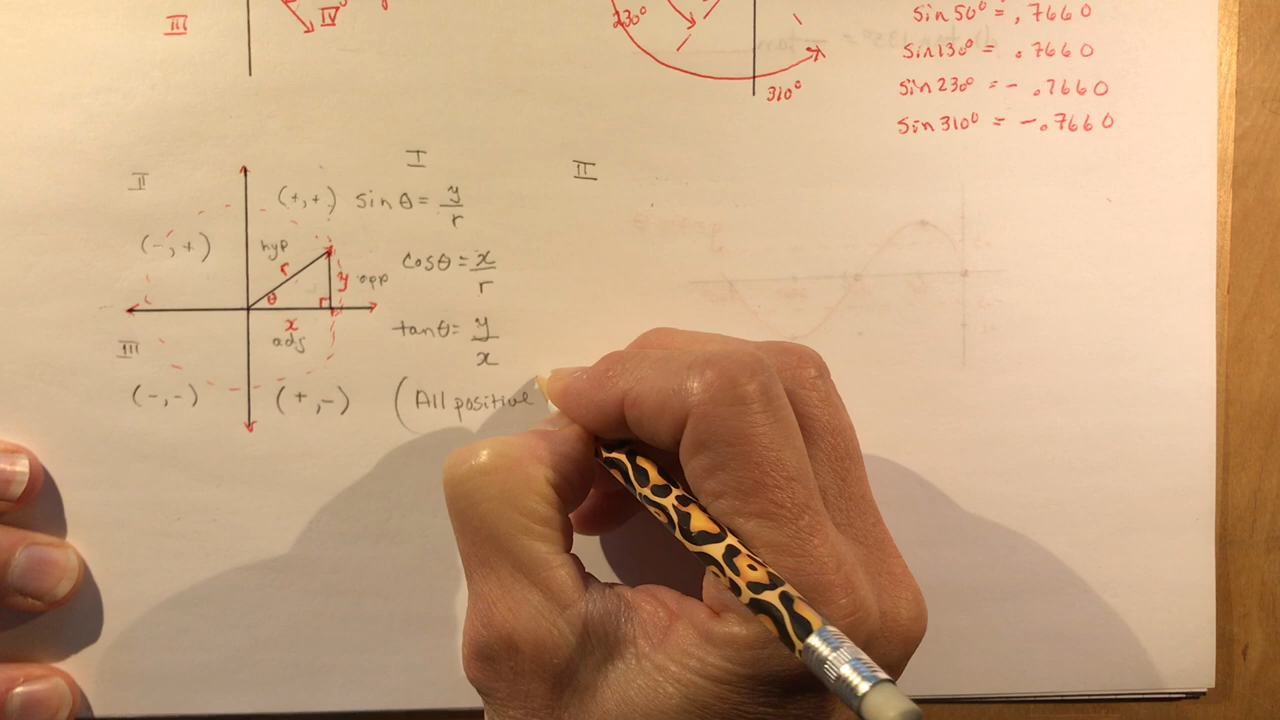 III
IV
230°
310°
sin 50° = .7660
sin 130° = .7660
sin 230° = - .7660
sin 310° = -.7660
I
II
II
(+,+)
sin θ = y/r
(-,+)
hyp
r
y
opp
cos θ = x/r
θ
x
adj
tan θ = y/x
III
(-,-)
(+,-)
(All positive